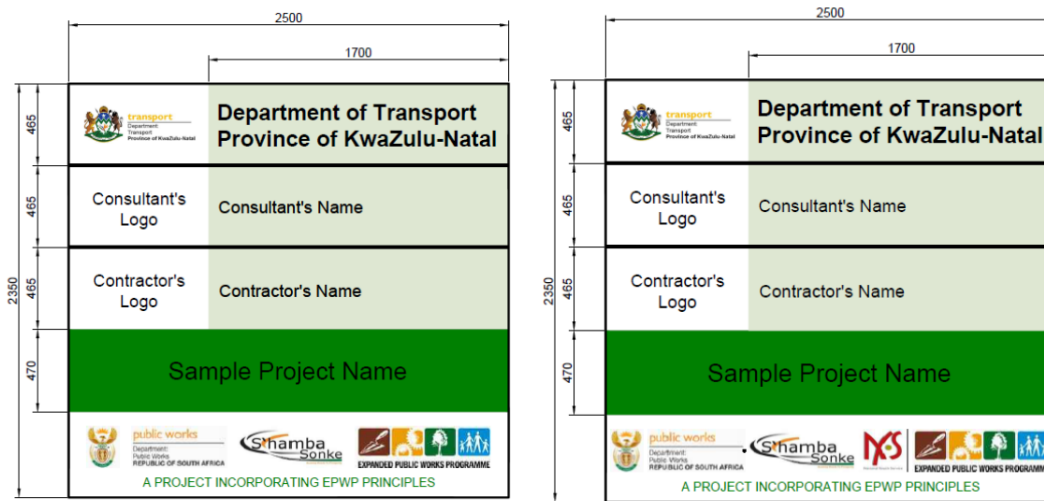 2500
1700
465
transport
Department:
Transport
Province of KwaZulu-Natal
Department of Transport
Province of KwaZulu-Natal
465
Consultant's
Logo
Consultant's Name
2350
465
Contractor's
Logo
Contractor's Name
470
Sample Project Name
public works
Department:
Public Works
REPUBLIC OF SOUTH AFRICA
S'hamba
Sonke
EXPANDED PUBLIC WORKS PROGRAMME
A PROJECT INCORPORATING EPWP PRINCIPLES
2500
1700
465
transport
Department:
Transport
Province of KwaZulu-Natal
Department of Transport
Province of KwaZulu-Natal
465
Consultant's
Logo
Consultant's Name
2350
465
Contractor's
Logo
Contractor's Name
470
Sample Project Name
public works
Department:
Public Works
REPUBLIC OF SOUTH AFRICA
S'hamba
Sonke
NYS
EXPANDED PUBLIC WORKS PROGRAMM
A PROJECT INCORPORATING EPWP PRINCIPLES